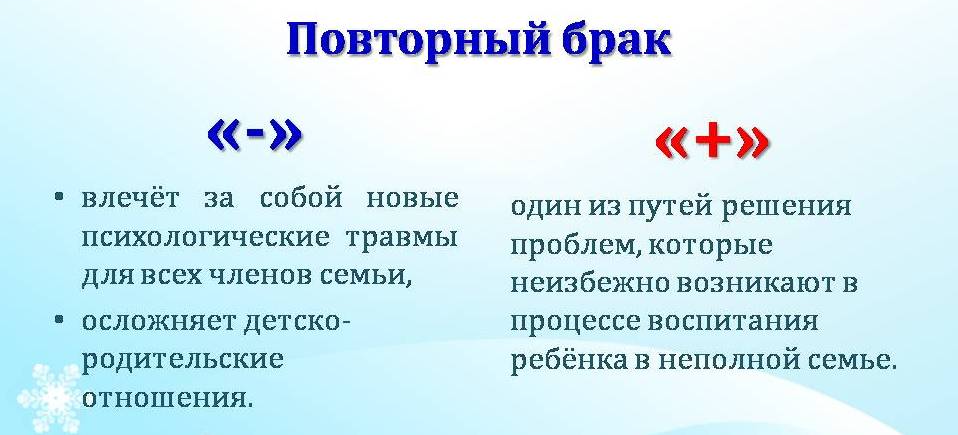 Повторный брак
«-»
• влечёт за собой новые
психологические травмы
для всех членов семьи,
• осложняет детско-
родительские
отношения.
«+»
один из путей решения
проблем, которые
неизбежно возникают в
процессе воспитания
ребёнка в неполной семье.